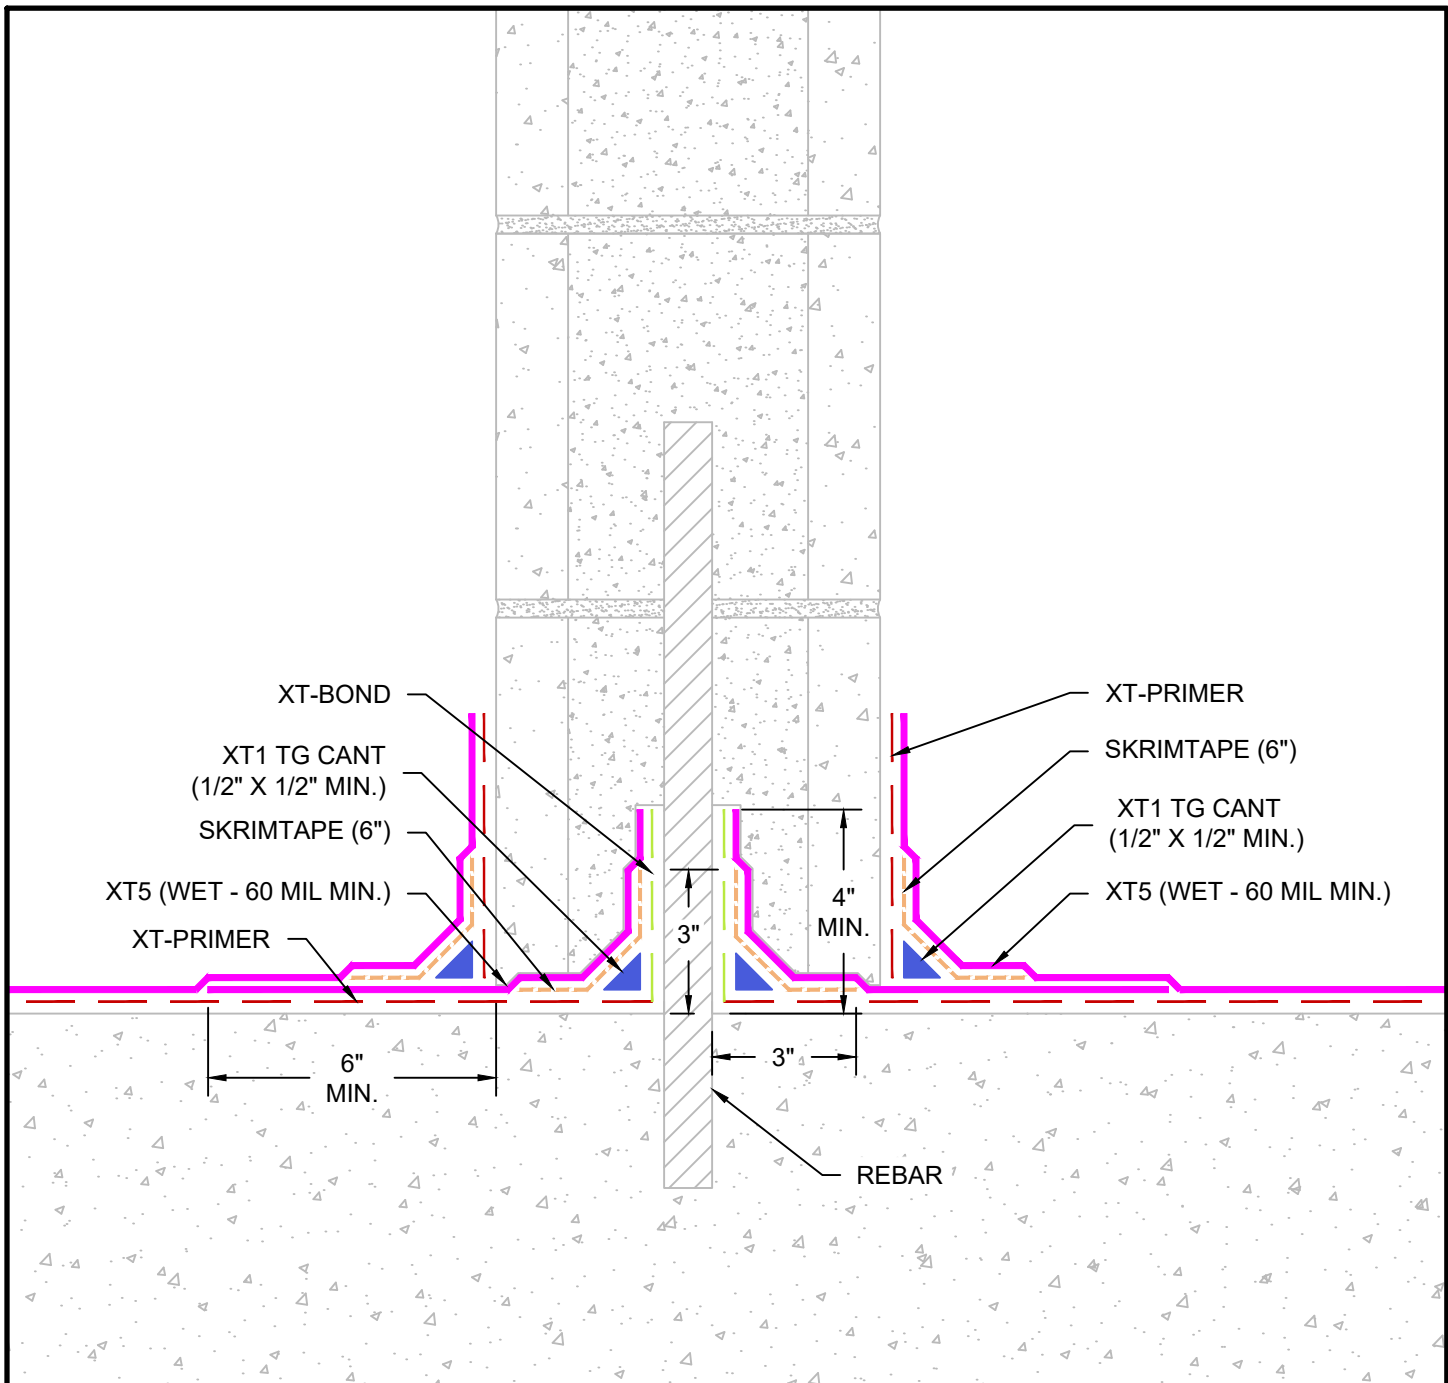 XT-BOND
XT1 TG CANT
(1/2" X 1/2" MIN.)
SKRIMTAPE (6")
XT5 (WET - 60 MIL MIN.)
XT-PRIMER
XT-PRIMER
SKRIMTAPE (6")
XT1 TG CANT
(1/2" X 1/2" MIN.)
XT5 (WET - 60 MIL MIN.)
4"
MIN.
3"
3"
6"
MIN.
REBAR